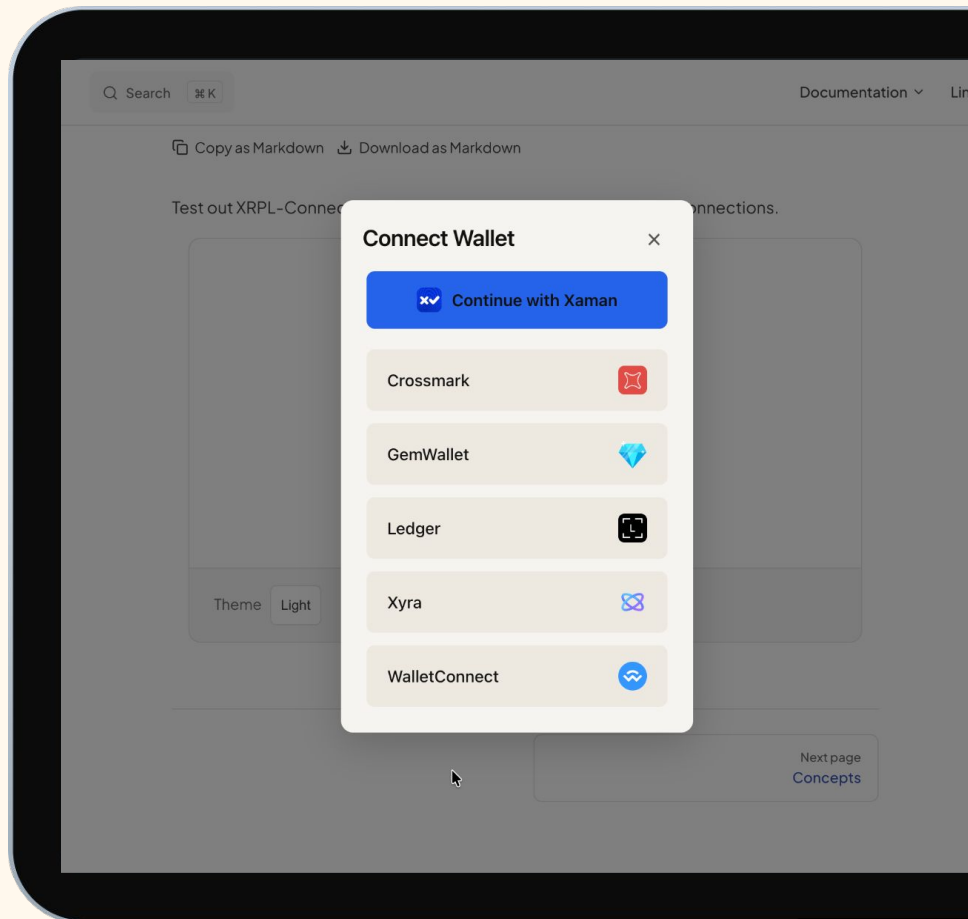 Search ⌘ K
Documentation
Copy as Markdown Download as Markdown
Test out XRPL-Connec
nnections.
Connect Wallet
Continue with Xaman
Crossmark
GemWallet
Ledger
L
Xyra
WalletConnect
Theme Light
Next page
Concepts